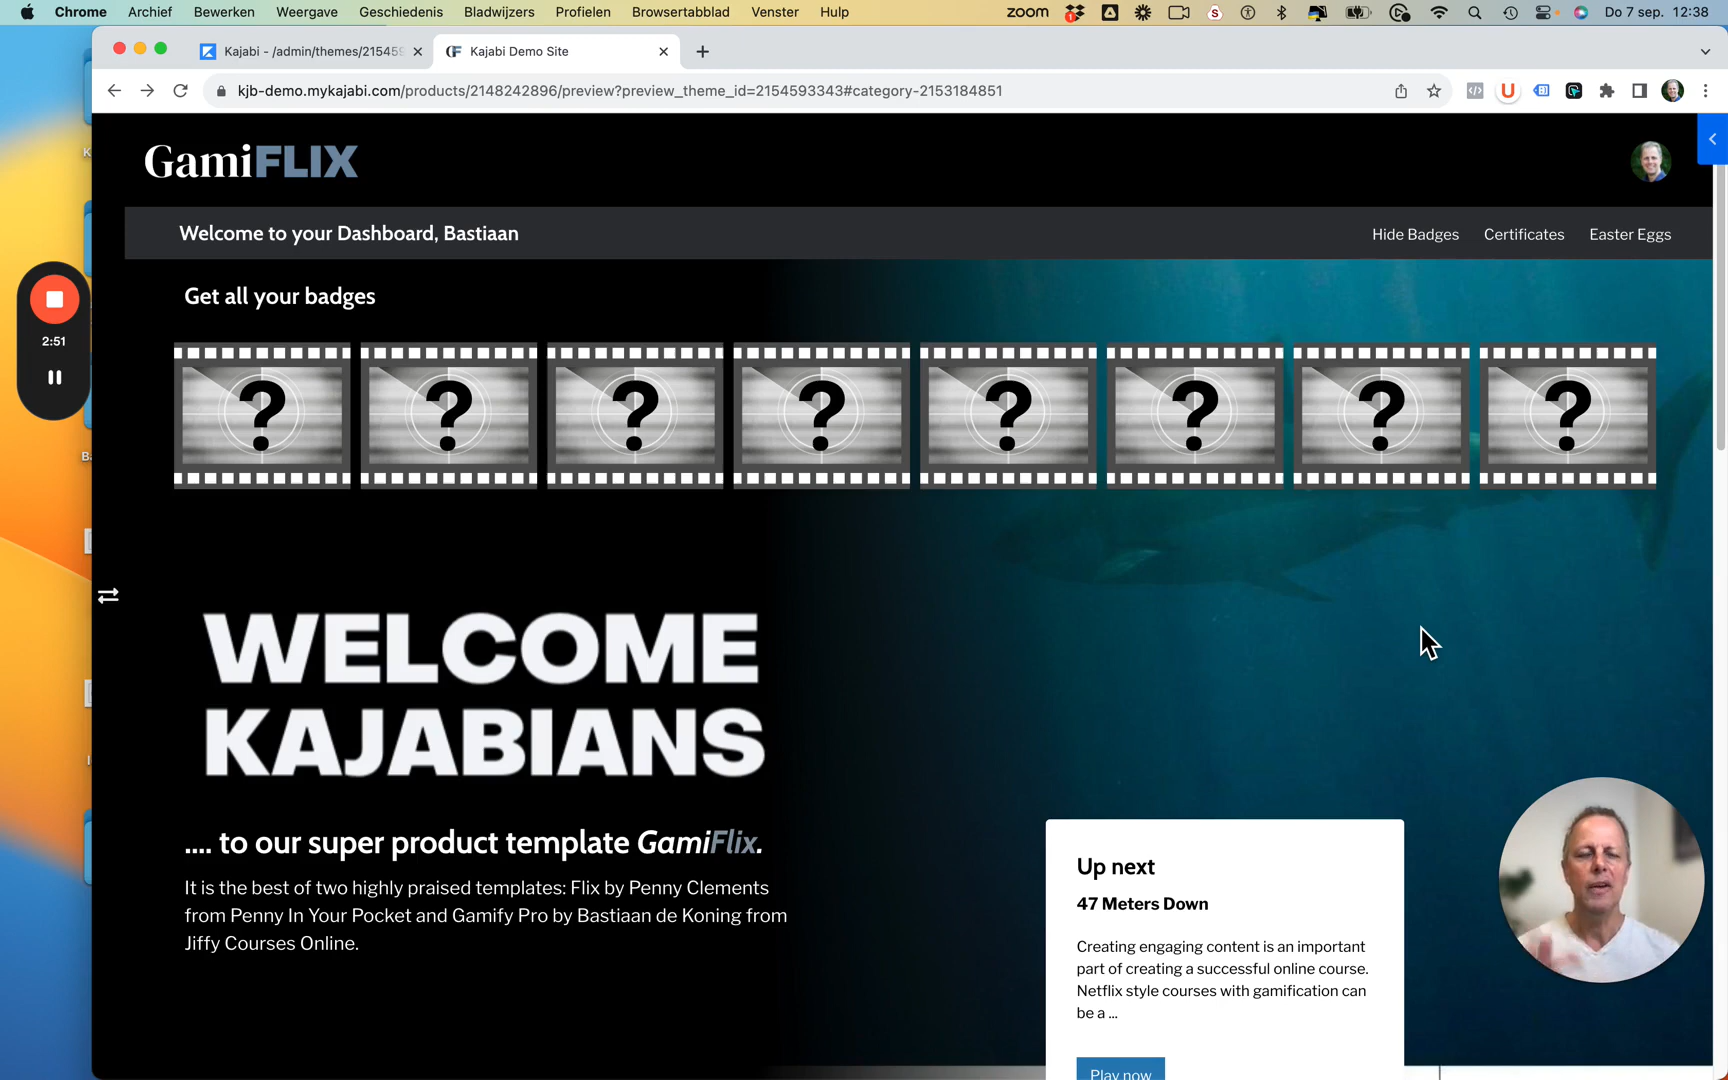 Chrome Archief Bewerken Weergave Geschiedenis Bladwijzers Profielen Browsertabblad Venster Hulp zoom 1 Do 7 sep. 12:38
Kajabi - /admin/themes/215459
Kajabi Demo Site
kjb-demo.mykajabi.com/products/2148242896/preview?preview_theme_id=2154593343#category-2153184851
GamiFLIX
Welcome to your Dashboard, Bastiaan
Hide Badges Certificates Easter Eggs
Get all your badges
2:51
? ? ? ? ? ? ? ?
WELCOME
KAJABIANS
.... to our super product template GamiFlix.
It is the best of two highly praised templates: Flix by Penny Clements
from Penny In Your Pocket and Gamify Pro by Bastiaan de Koning from
Jiffy Courses Online.
Up next
47 Meters Down
Creating engaging content is an important
part of creating a successful online course.
Netflix style courses with gamification can
be a ...
Play now